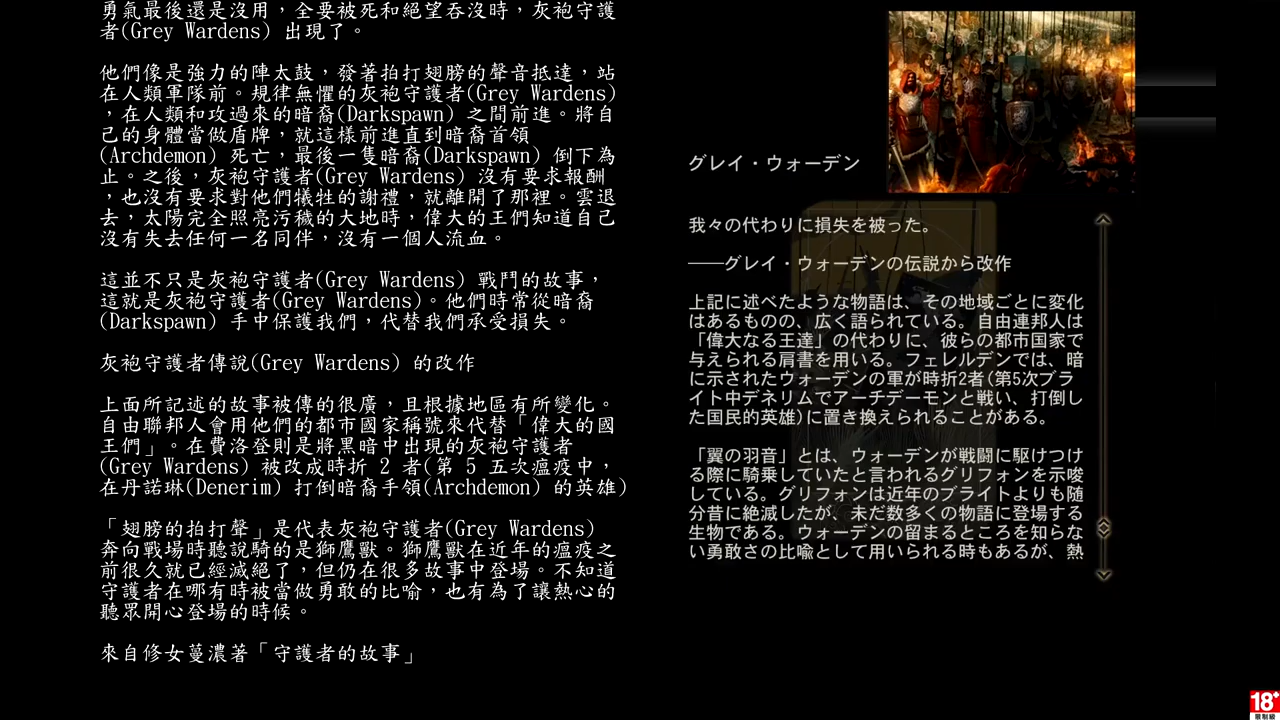 勇氣最後還是沒用，全要被死和絕望吞沒時，灰袍守護
者(Grey Wardens) 出現了。
他們像是強力的陣太鼓，發著拍打翅膀的聲音抵達，站
在人類軍隊前。規律無懼的灰袍守護者(Grey Wardens)
，在人類和攻過來的暗裔(Darkspawn) 之間前進。將自
己的身體當做盾牌，就這樣前進直到暗裔首領
(Archdemon) 死亡，最後一隻暗裔(Darkspawn) 倒下為
止。之後，灰袍守護者(Grey Wardens) 沒有要求報酬
，也沒有要求對他們犧牲的謝禮，就離開了那裡。雲退
去，太陽完全照亮污穢的大地時，偉大的王們知道自己
沒有失去任何一名同伴，沒有一個人流血。
這並不只是灰袍守護者(Grey Wardens) 戰鬥的故事，
這就是灰袍守護者(Grey Wardens)。他們時常從暗裔
(Darkspawn) 手中保護我們，代替我們承受損失。
灰袍守護者傳說(Grey Wardens) 的改作
上面所記述的故事被傳的很廣，且根據地區有所變化。
自由聯邦人會用他們的都市國家稱號來代替「偉大的國
王們」。在費洛登則是將黑暗中出現的灰袍守護者
(Grey Wardens) 被改成時折 2 者(第 5 五次瘟疫中，
在丹諾琳(Denerim) 打倒暗裔手領(Archdemon) 的英雄)
「翅膀的拍打聲」是代表灰袍守護者(Grey Wardens)
奔向戰場時聽說騎的是獅鷹獸。獅鷹獸在近年的瘟疫之
前很久就已經滅絕了，但仍在很多故事中登場。不知道
守護者在哪有時被當做勇敢的比喻，也有為了讓熱心的
聽眾開心登場的時候。
來自修女蔓濃著「守護者的故事」
グレイ・ウォーデン
我々の代わりに損失を被った。
──グレイ・ウォーデンの伝説から改作
上記に述べたような物語は、その地域ごとに変化
はあるものの、広く語られている。自由連邦人は
「偉大なる王達」の代わりに、彼らの都市国家で
与えられる肩書を用いる。フェレルデンでは、暗
に示されたウォーデンの軍が時折2者(第5次ブラ
イト中デネリムでアーチデーモンと戦い、打倒し
た国民的英雄)に置き換えられることがある。
「翼の羽音」とは、ウォーデンが戦闘に駆けつけ
る際に騎乗していたと言われるグリフォンを示唆
している。グリフォンは近年のブライトよりも随
分昔に絶滅したが、未だ数多くの物語に登場する
生物である。ウォーデンの留まるところを知らな
い勇敢さの比喩として用いられる時もあるが、熱
18+
限制級